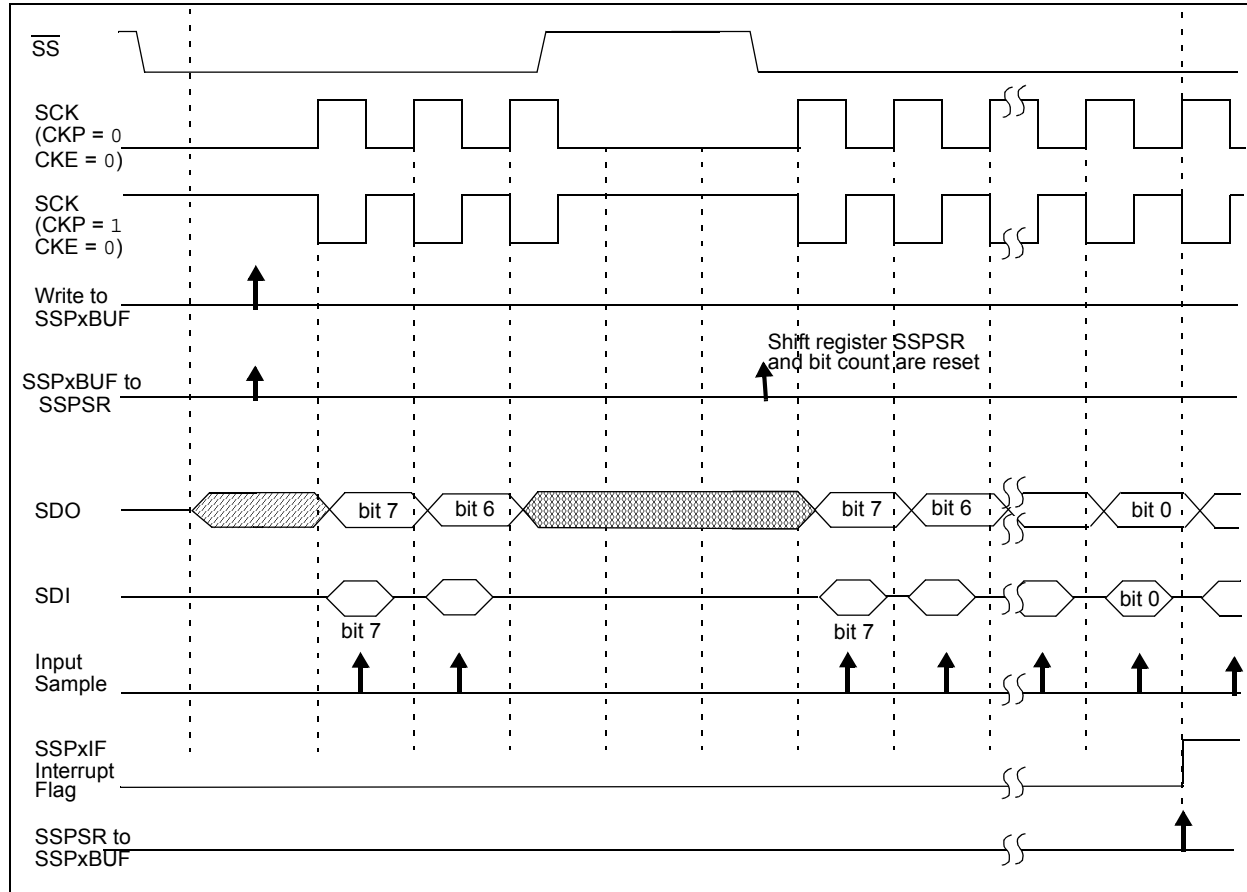 SS
SCK
(CKP = 0
CKE = 0)
SCK
(CKP = 1
CKE = 0)
Write to
SSPxBUF
Shift register SSPSR
and bit count are reset
SSPxBUF to
SSPSR
SDO
bit 7
bit 6
bit 7
bit 6
bit 0
SDI
bit 0
bit 7
bit 7
Input
Sample
SSPxIF
Interrupt
Flag
SSPSR to
SSPxBUF